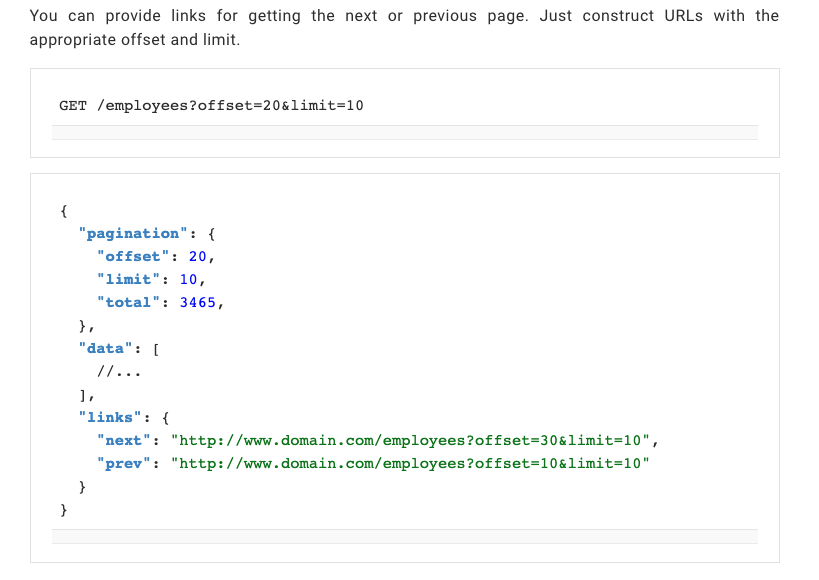 You can provide links for getting the next or previous page. Just construct URLs with the
appropriate offset and limit.
GET /employees?offset=20&limit=10
{
  "pagination": {
    "offset": 20,
    "limit": 10,
    "total": 3465,
  },
  "data": [
    //...
  ],
  "links": {
    "next": "http://www.domain.com/employees?offset=30&limit=10",
    "prev": "http://www.domain.com/employees?offset=10&limit=10"
  }
}